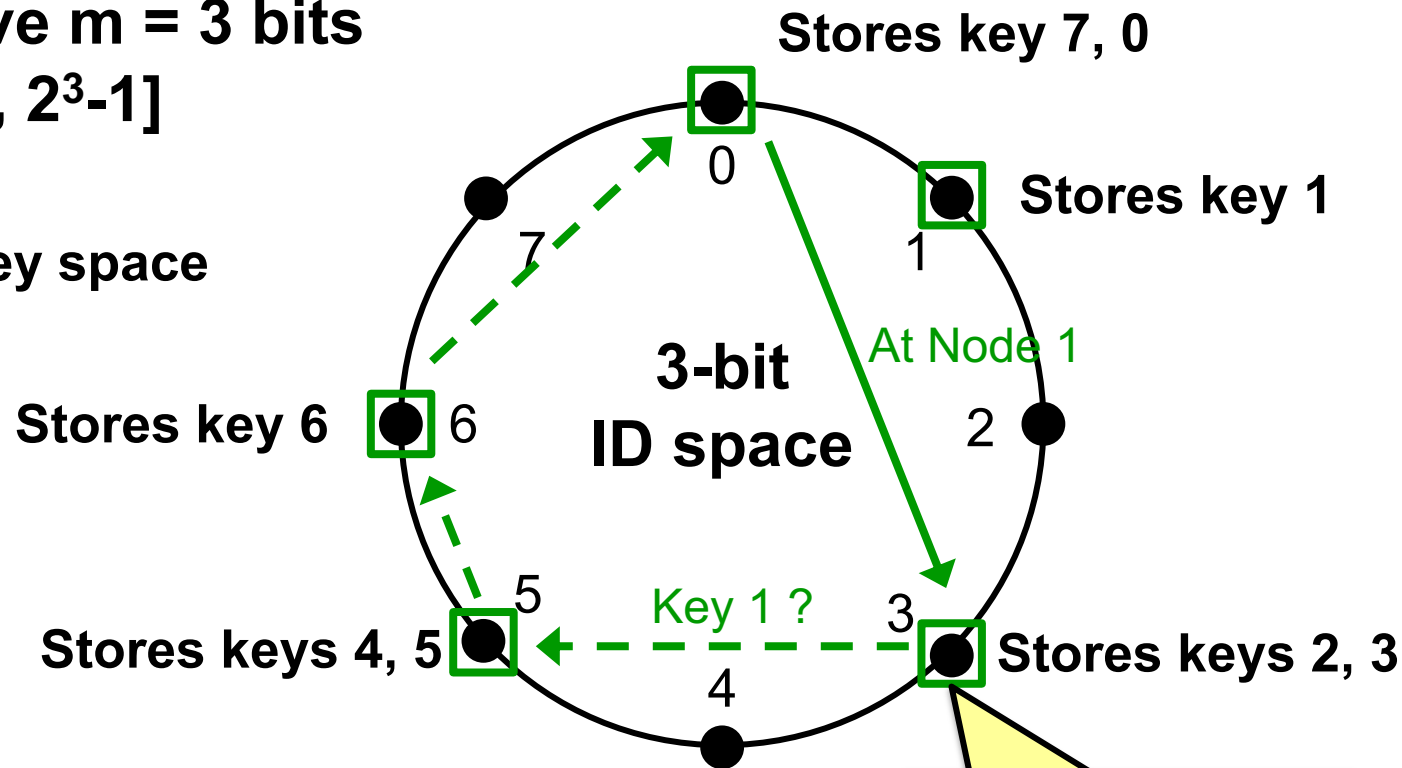 ve m = 3 bits
, 2³-1]
ey space
Stores key 7, 0
0
Stores key 1
1
7
At Node 1
3-bit
ID space
2
Stores key 6
6
5
Key 1 ?
3
Stores keys 4, 5
Stores keys 2, 3
4